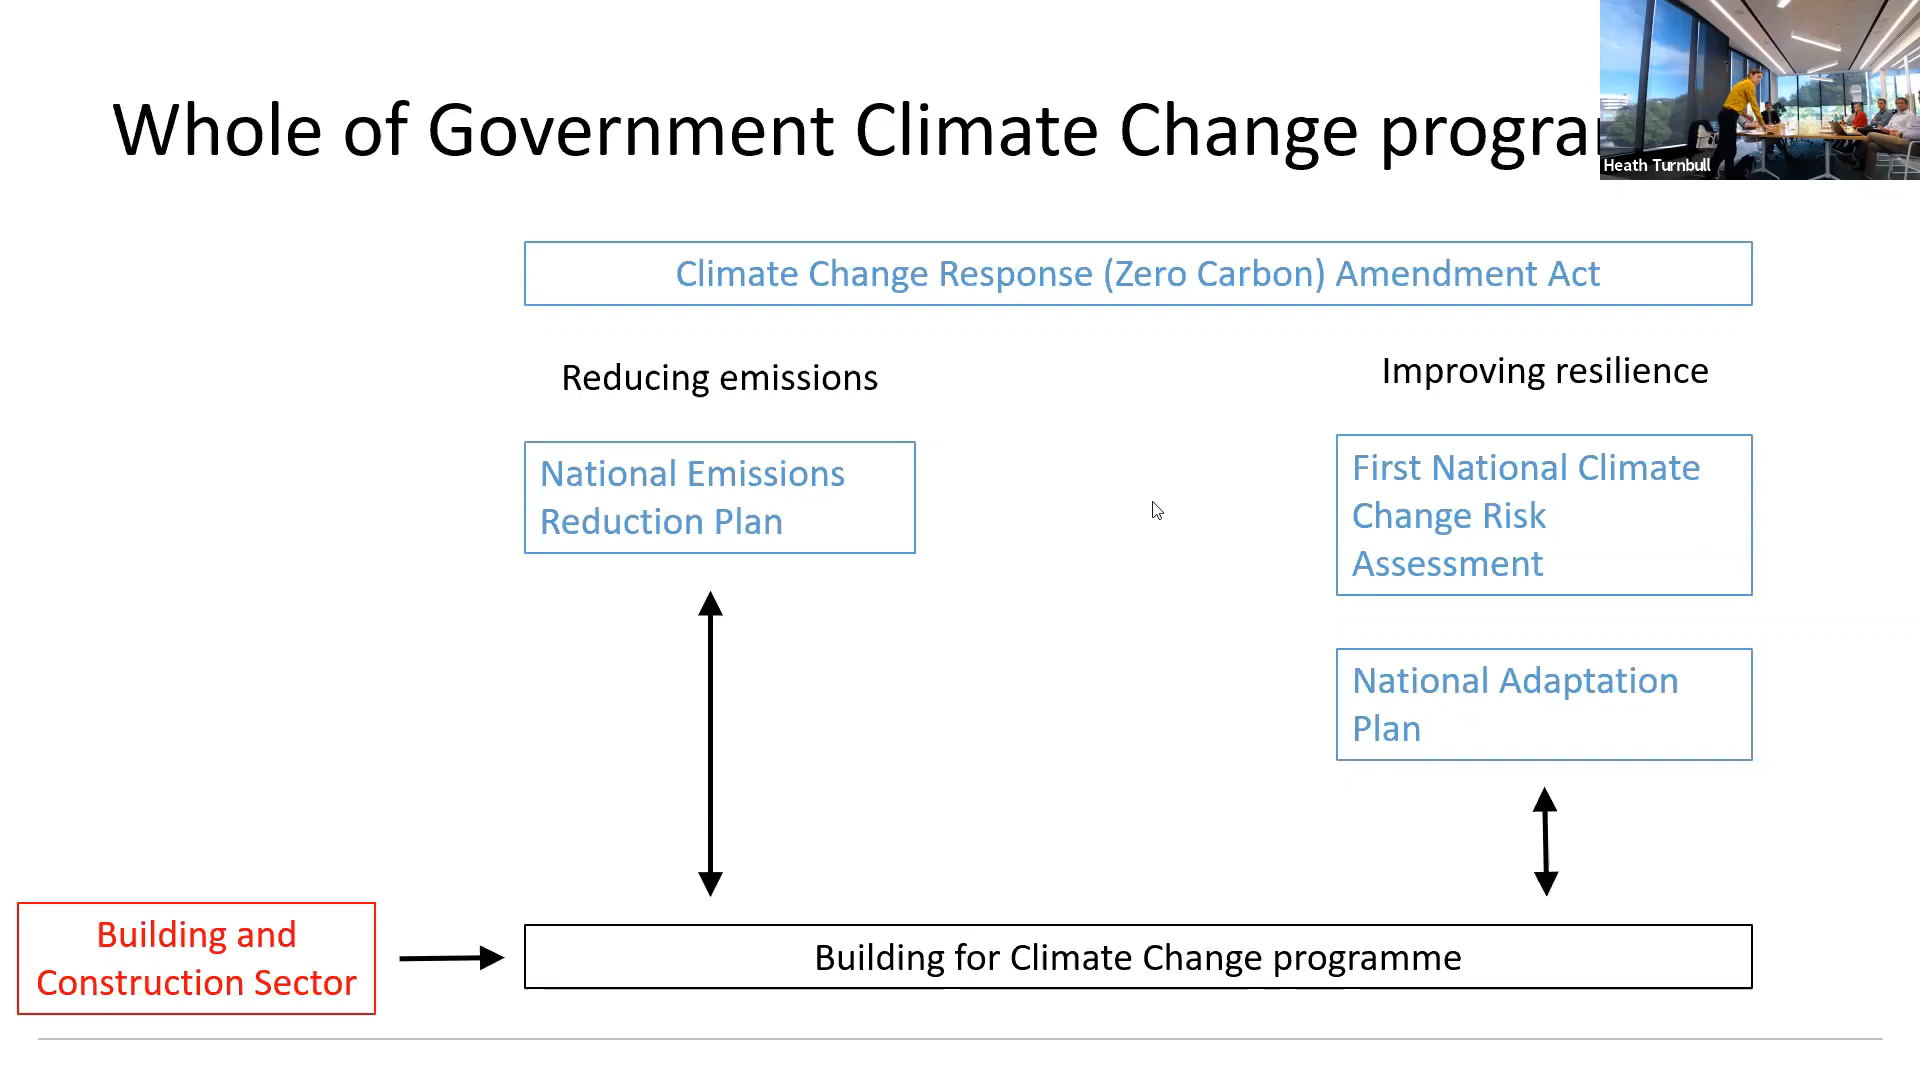 Whole of Government Climate Change progra
Heath Turnbull
Climate Change Response (Zero Carbon) Amendment Act
Reducing emissions
Improving resilience
National Emissions
Reduction Plan
First National Climate
Change Risk
Assessment
National Adaptation
Plan
Building and
Construction Sector
Building for Climate Change programme